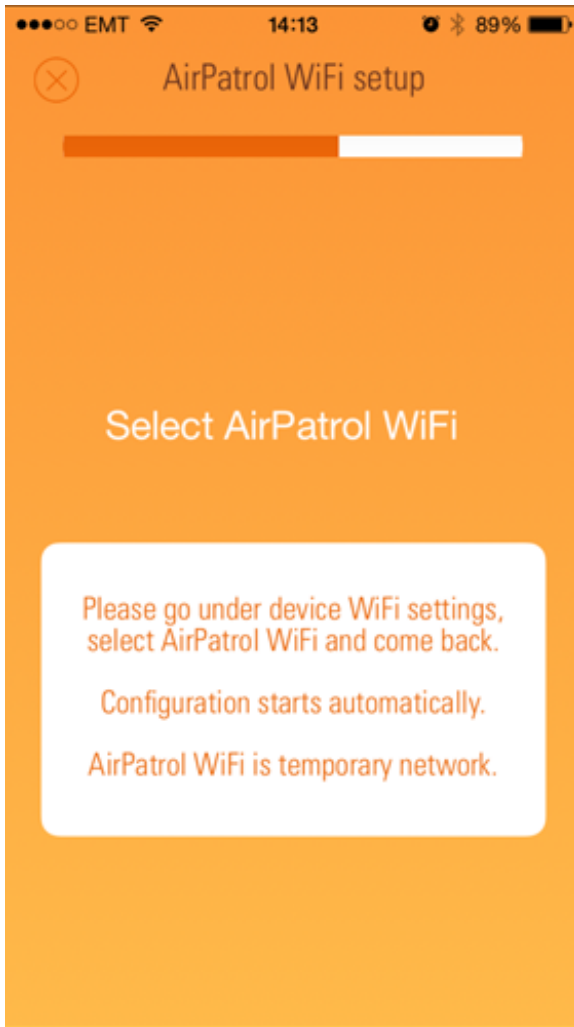 EMT 14:13 89%
AirPatrol WiFi setup
Select AirPatrol WiFi
Please go under device WiFi settings,
select AirPatrol WiFi and come back.
Configuration starts automatically.
AirPatrol WiFi is temporary network.